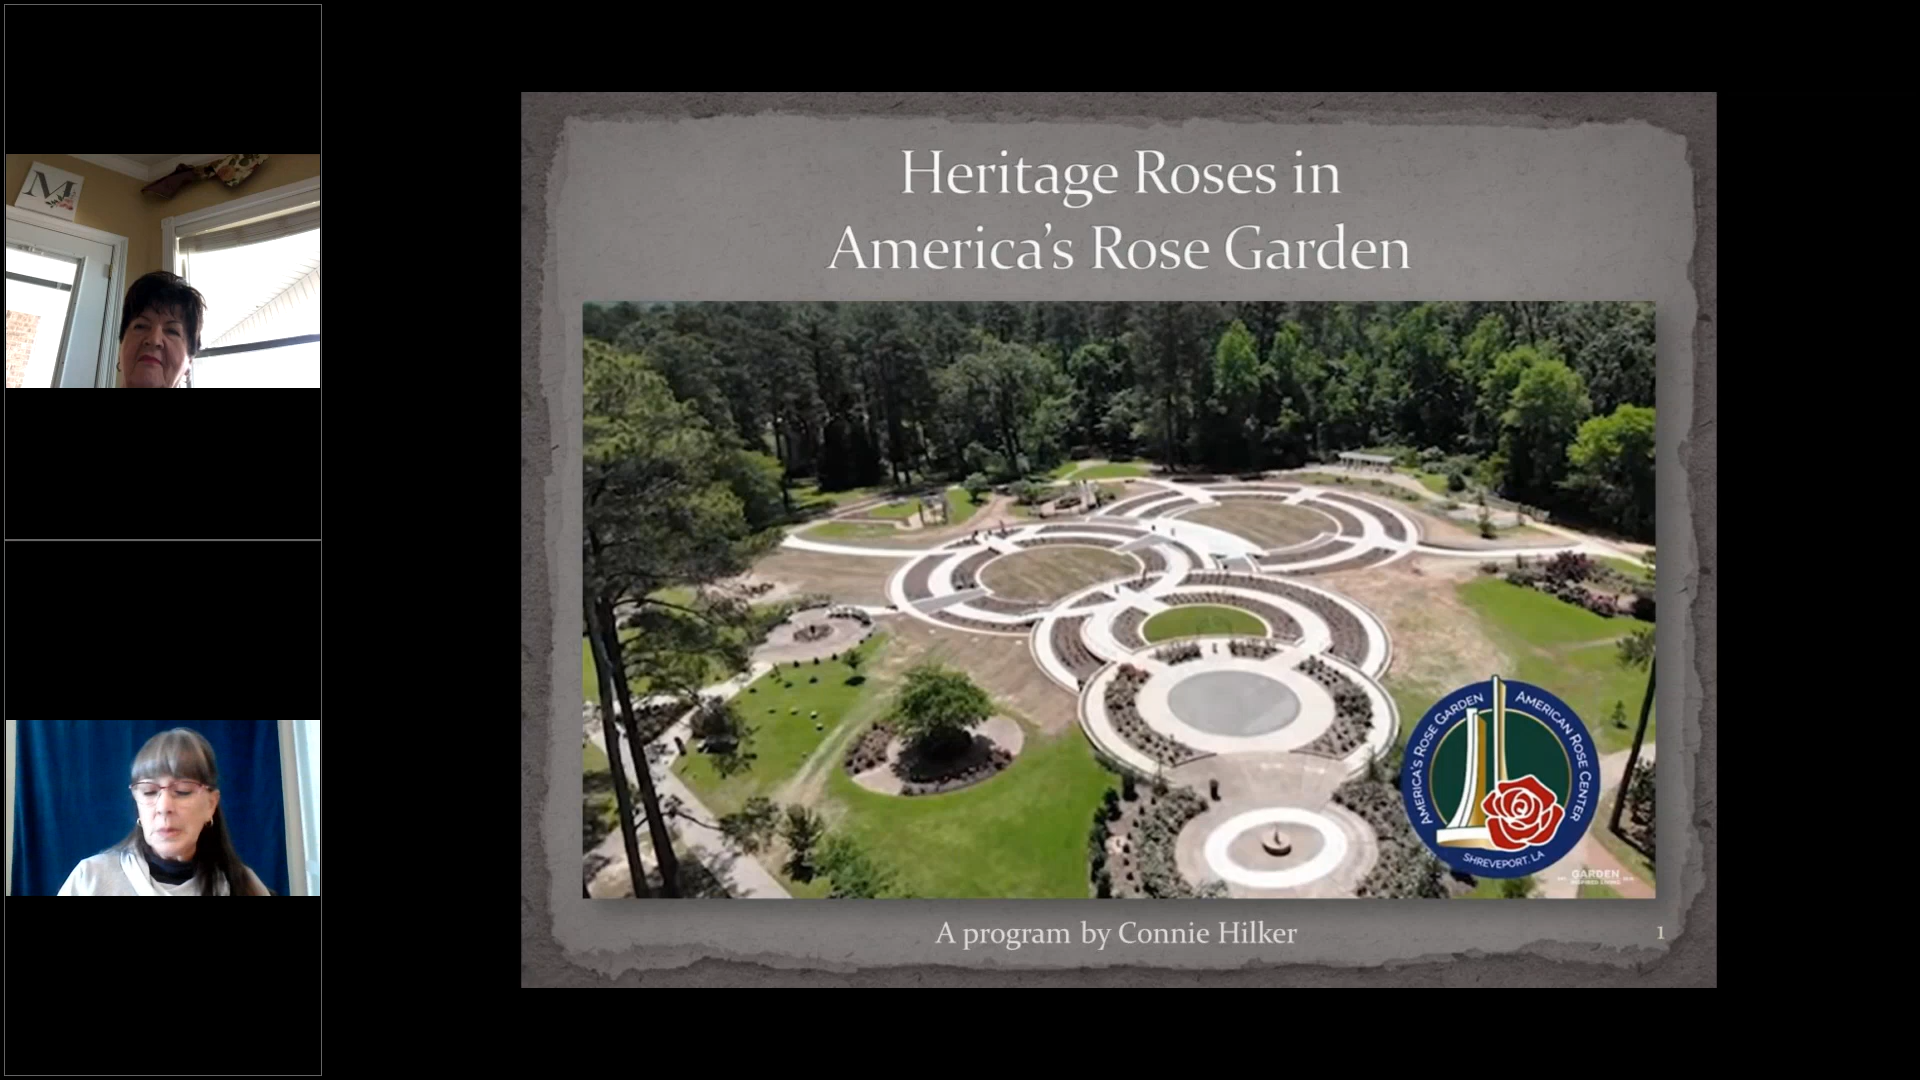 M
Heritage Roses in
America's Rose Garden
AMERICA'S ROSE GARDEN
AMERICAN ROSE CENTER
SHREVEPORT, LA
GARDEN
A program by Connie Hilker
1